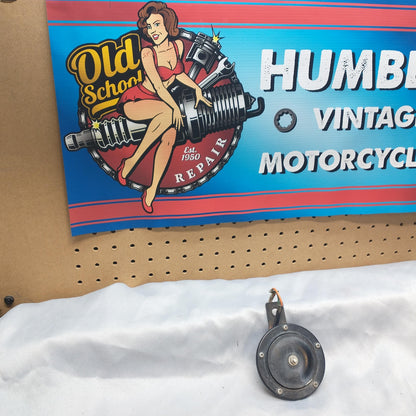 Old
School
Est.
1950
REPAIR
HUMB
VINTAG
MOTORCYCL